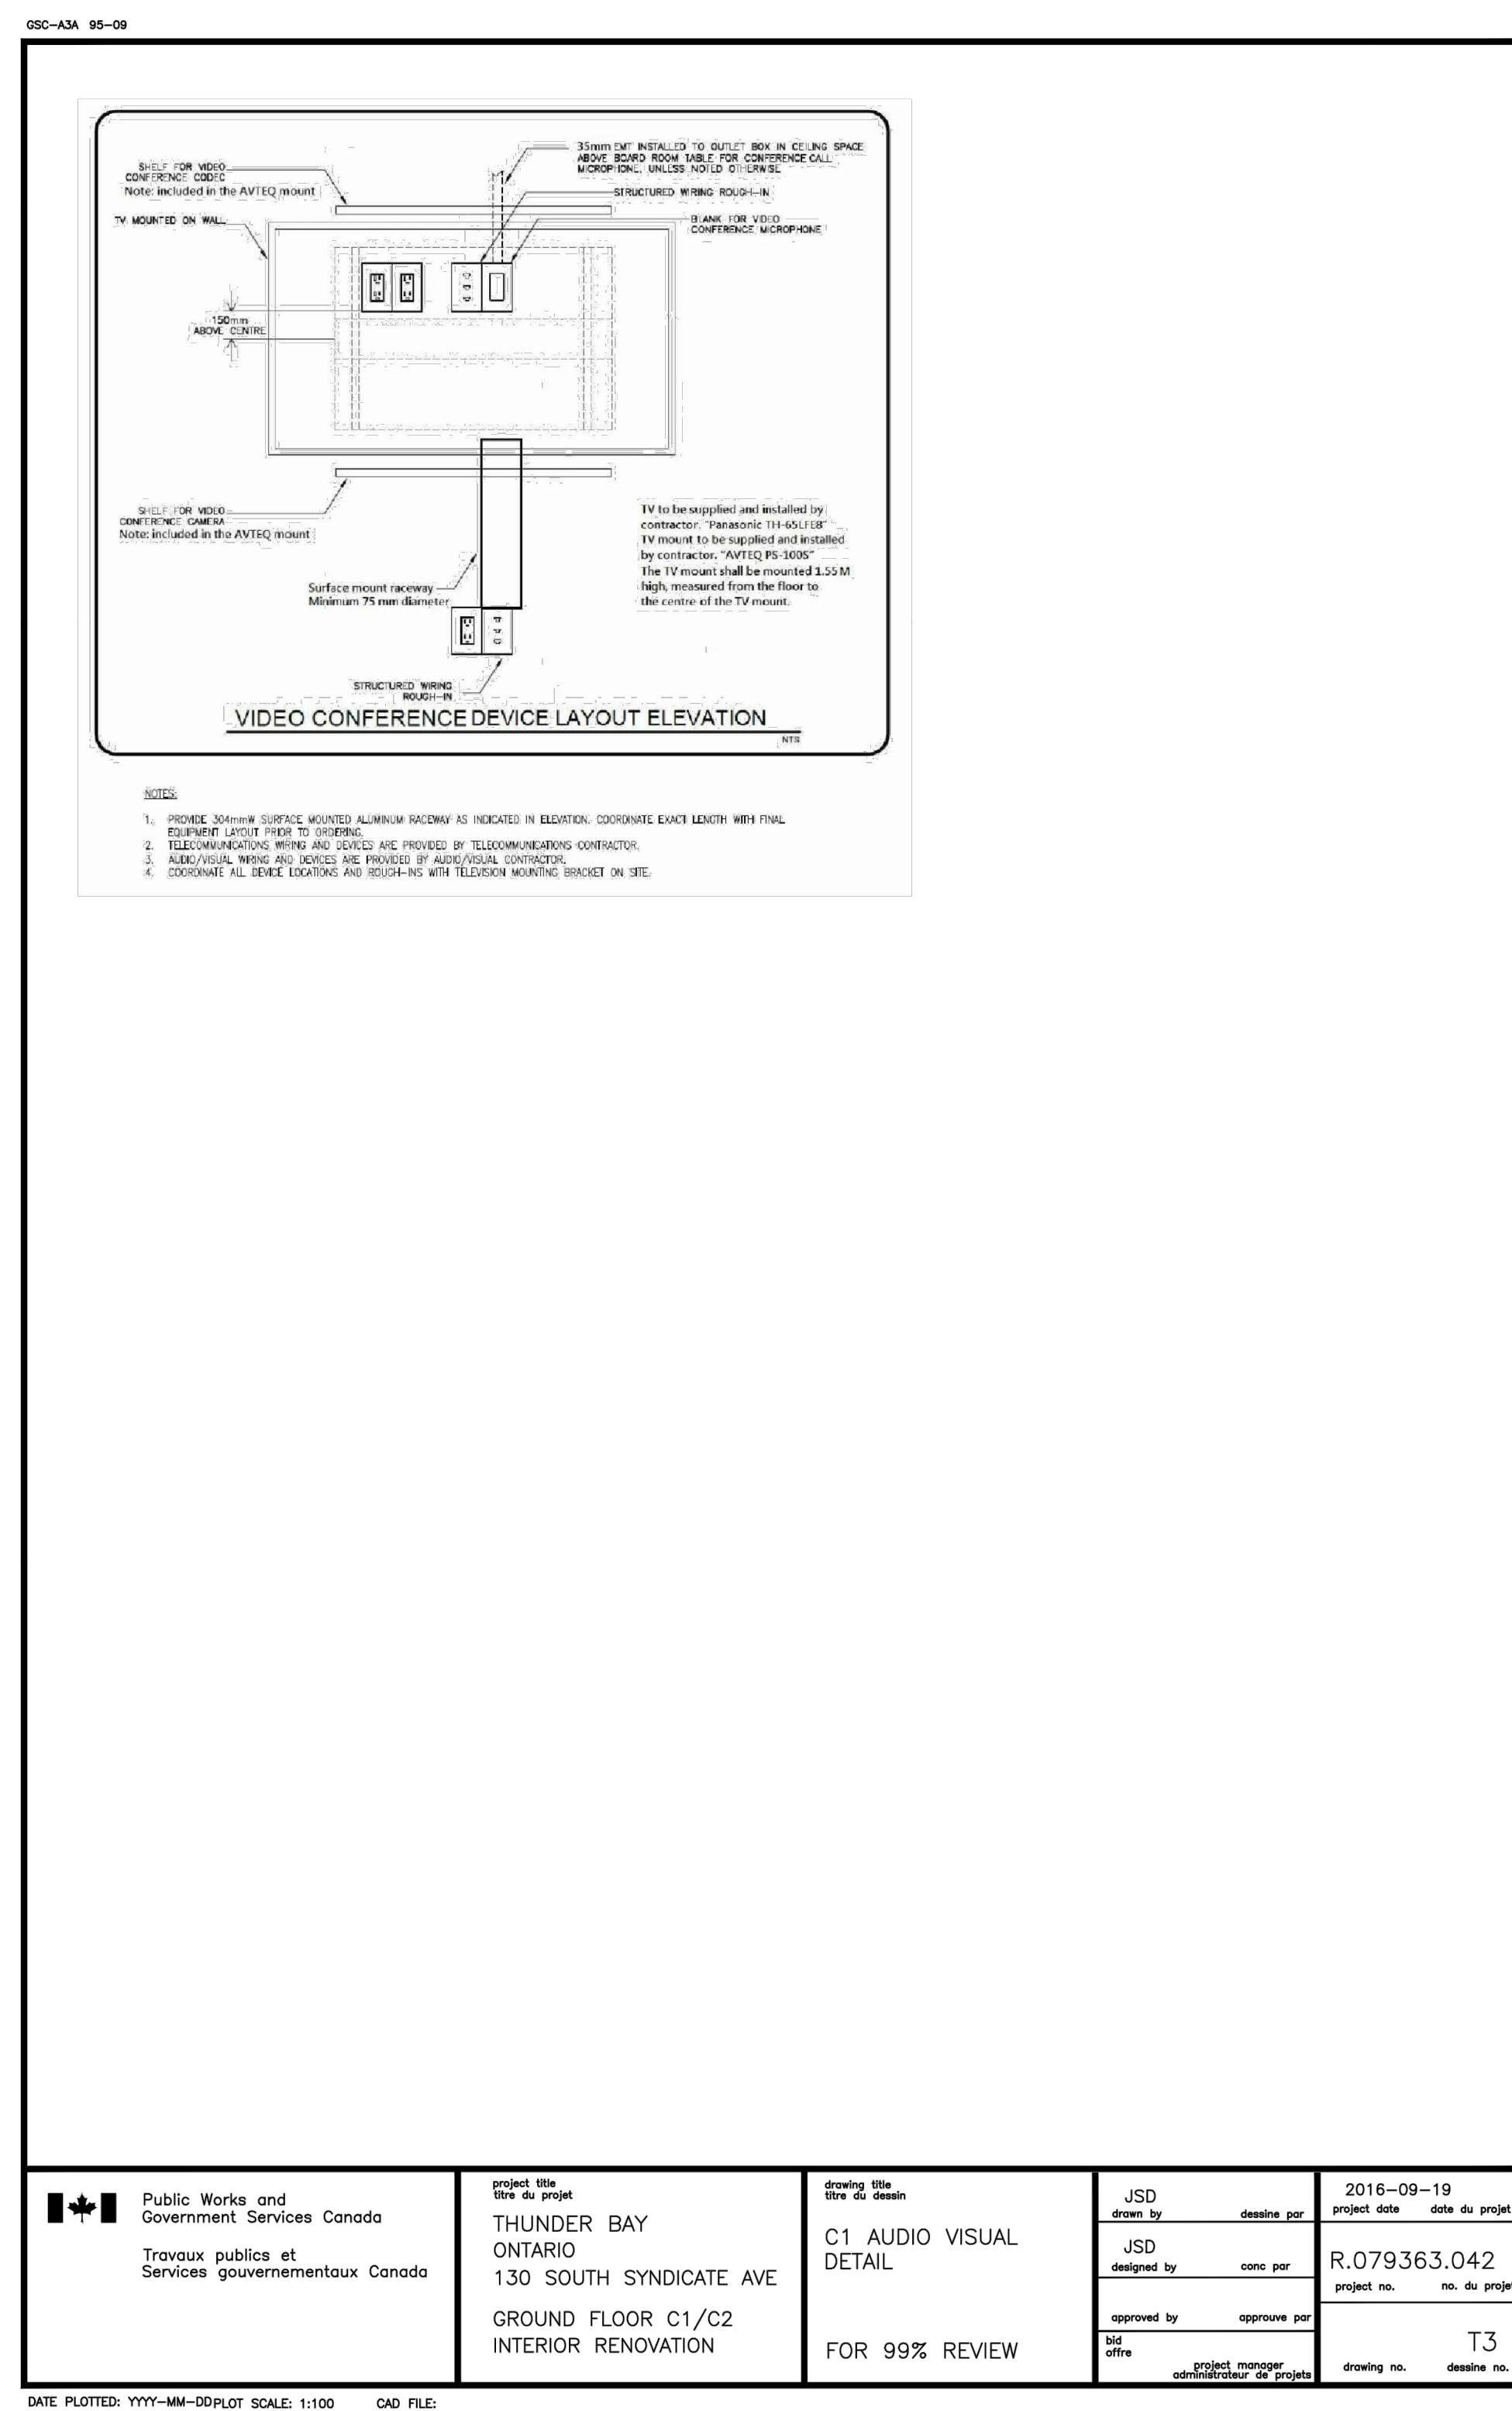 GSC-A3A 95-09
SHELF FOR VIDEO
CONFERENCE CODEC
Note: included in the AVTEQ mount
TV MOUNTED ON WALL
35mm EMT INSTALLED TO OUTLET BOX IN CEILING SPACE
ABOVE BOARD ROOM TABLE FOR CONFERENCE CALL
MICROPHONE, UNLESS NOTED OTHERWISE
STRUCTURED WIRING ROUGH-IN
BLANK FOR VIDEO
CONFERENCE MICROPHONE
150mm
ABOVE CENTRE
SHELF FOR VIDEO
CONFERENCE CAMERA
Note: included in the AVTEQ mount
TV to be supplied and installed by
contractor. "Panasonic TH-65LFE8"
TV mount to be supplied and installed
by contractor. "AVTEQ PS-100S"
The TV mount shall be mounted 1.55 M
high, measured from the floor to
the centre of the TV mount.
Surface mount raceway
Minimum 75 mm diameter
STRUCTURED WIRING
ROUGH-IN
VIDEO CONFERENCE DEVICE LAYOUT ELEVATION
NTS
NOTES:
1. PROVIDE 304mmW SURFACE MOUNTED ALUMINUM RACEWAY AS INDICATED IN ELEVATION. COORDINATE EXACT LENGTH WITH FINAL
EQUIPMENT LAYOUT PRIOR TO ORDERING.
2. TELECOMMUNICATIONS WIRING AND DEVICES ARE PROVIDED BY TELECOMMUNICATIONS CONTRACTOR.
3. AUDIO/VISUAL WIRING AND DEVICES ARE PROVIDED BY AUDIO/VISUAL CONTRACTOR.
4. COORDINATE ALL DEVICE LOCATIONS AND ROUGH-INS WITH TELEVISION MOUNTING BRACKET ON SITE.
Public Works and
Government Services Canada
Travaux publics et
Services gouvernementaux Canada
project title
titre du projet
THUNDER BAY
ONTARIO
130 SOUTH SYNDICATE AVE
GROUND FLOOR C1/C2
INTERIOR RENOVATION
drawing title
titre du dessin
C1 AUDIO VISUAL
DETAIL
FOR 99% REVIEW
JSD
drawn by dessine par
JSD
designed by conc par
approved by approuve par
bid
offre
project manager
administrateur de projets
2016-09-19
project date date du projet
R.079363.042
project no. no. du projet
T3
drawing no. dessine no.
DATE PLOTTED: YYYY-MM-DD PLOT SCALE: 1:100 CAD FILE: